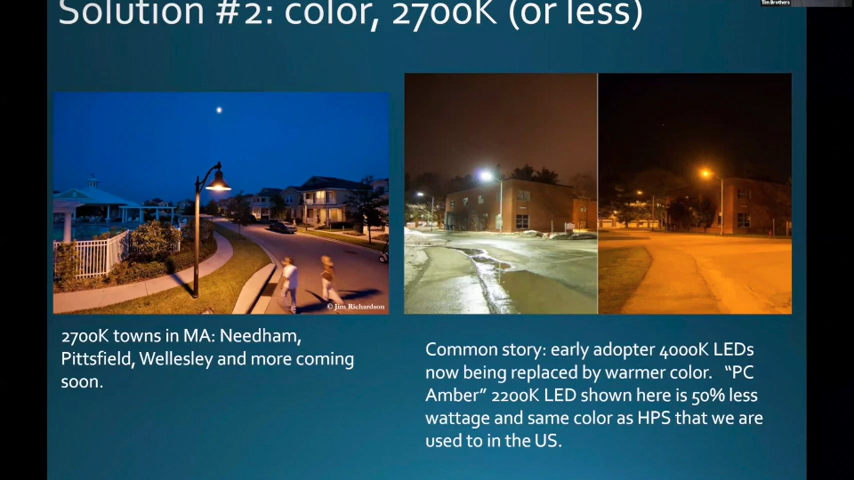 Tim Brothers
Solution #2: color, 2700K (or less)
© Jim Richardson
2700K towns in MA: Needham,
Pittsfield, Wellesley and more coming
soon.
Common story: early adopter 4000K LEDs
now being replaced by warmer color. “PC
Amber” 2200K LED shown here is 50% less
wattage and same color as HPS that we are
used to in the US.